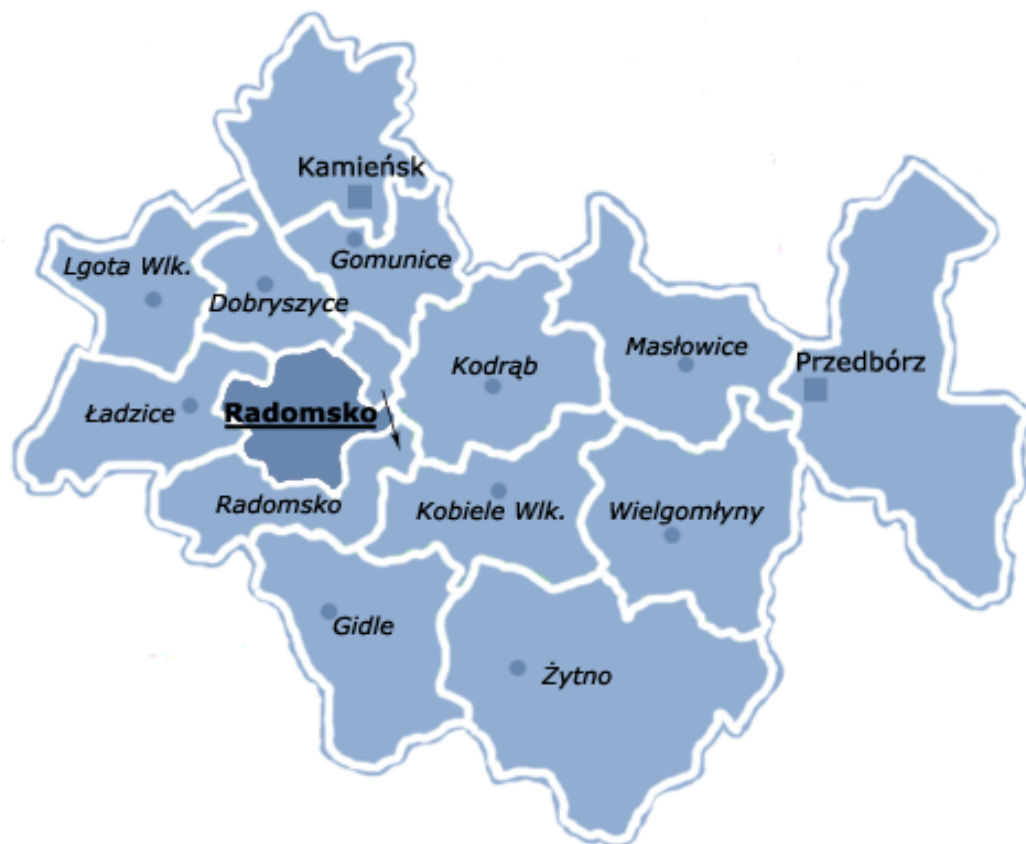 Kamieńsk
Gomunice
Lgota Wlk.
Dobryszyce
Masłowice
Kodrąb
Przedbórz
Ładzice
Radomsko
Radomsko
Kobiele Wlk.
Wielgomłyny
Gidle
Żytno